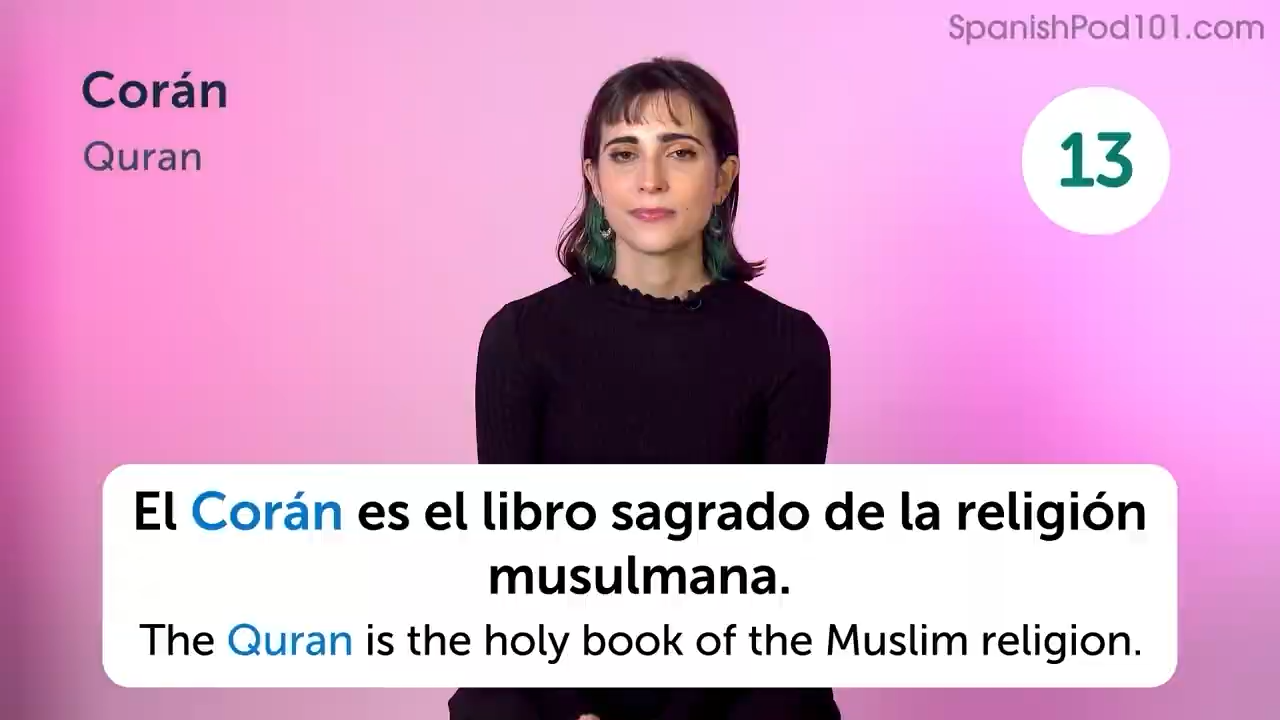 SpanishPod101.com
Corán
Quran
13
El Corán es el libro sagrado de la religión
musulmana.
The Quran is the holy book of the Muslim religion.